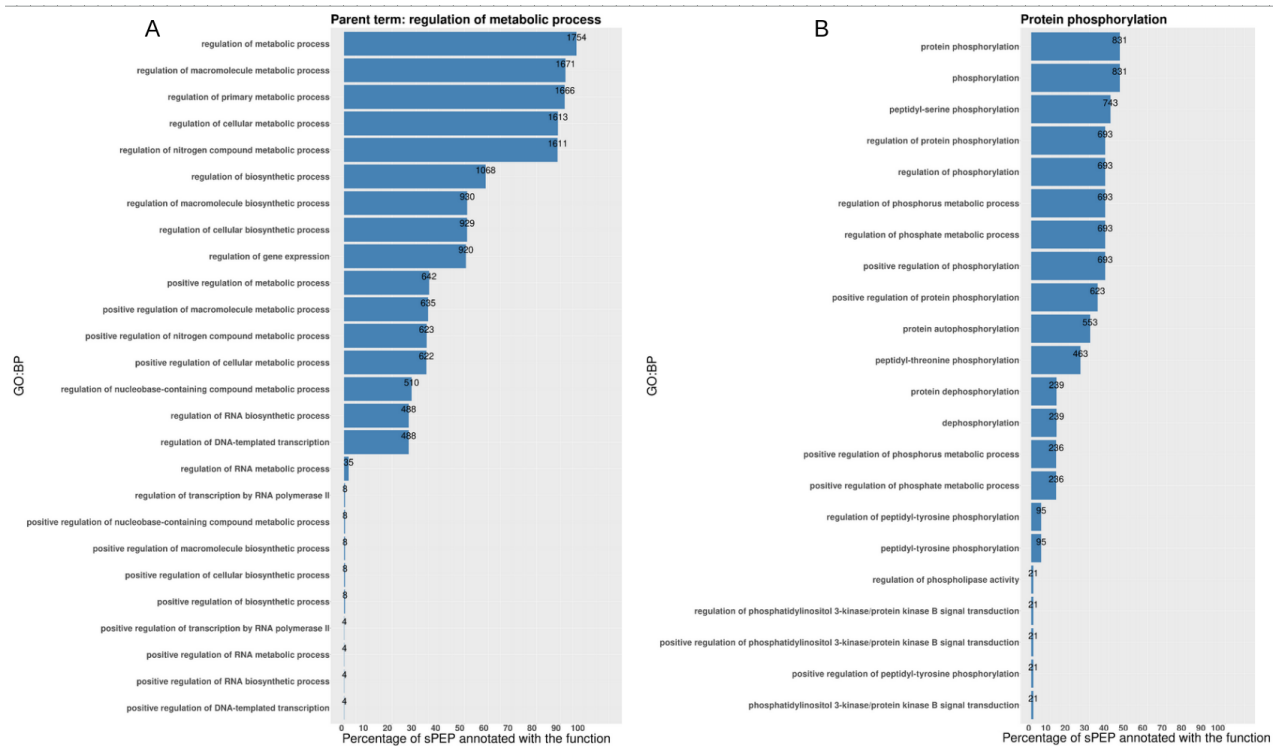 A
Parent term: regulation of metabolic process
regulation of metabolic process 1754
regulation of macromolecule metabolic process 1671
regulation of primary metabolic process 1666
regulation of cellular metabolic process 1613
regulation of nitrogen compound metabolic process 1611
regulation of biosynthetic process 1068
regulation of macromolecule biosynthetic process 930
regulation of cellular biosynthetic process 929
regulation of gene expression 920
positive regulation of metabolic process 642
positive regulation of macromolecule metabolic process 635
positive regulation of nitrogen compound metabolic process 623
positive regulation of cellular metabolic process 622
regulation of nucleobase-containing compound metabolic process 510
regulation of RNA biosynthetic process 488
regulation of DNA-templated transcription 488
regulation of RNA metabolic process 35
regulation of transcription by RNA polymerase II 8
positive regulation of nucleobase-containing compound metabolic process 8
positive regulation of macromolecule biosynthetic process 8
positive regulation of cellular biosynthetic process 8
positive regulation of biosynthetic process 8
positive regulation of transcription by RNA polymerase II 4
positive regulation of RNA metabolic process 4
positive regulation of RNA biosynthetic process 4
positive regulation of DNA-templated transcription 4
GO:BP
0 10 20 30 40 50 60 70 80 90 100
Percentage of sPEP annotated with the function
B
Protein phosphorylation
protein phosphorylation 831
phosphorylation 831
peptidyl-serine phosphorylation 743
regulation of protein phosphorylation 693
regulation of phosphorylation 693
regulation of phosphorus metabolic process 693
regulation of phosphate metabolic process 693
positive regulation of phosphorylation 693
positive regulation of protein phosphorylation 623
protein autophosphorylation 553
peptidyl-threonine phosphorylation 463
protein dephosphorylation 239
dephosphorylation 239
positive regulation of phosphorus metabolic process 236
positive regulation of phosphate metabolic process 236
regulation of peptidyl-tyrosine phosphorylation 95
peptidyl-tyrosine phosphorylation 95
regulation of phospholipase activity 21
regulation of phosphatidylinositol 3-kinase/protein kinase B signal transduction 21
positive regulation of phosphatidylinositol 3-kinase/protein kinase B signal transduction 21
positive regulation of peptidyl-tyrosine phosphorylation 21
phosphatidylinositol 3-kinase/protein kinase B signal transduction 21
GO:BP
0 10 20 30 40 50 60 70 80 90 100
Percentage of sPEP annotated with the function